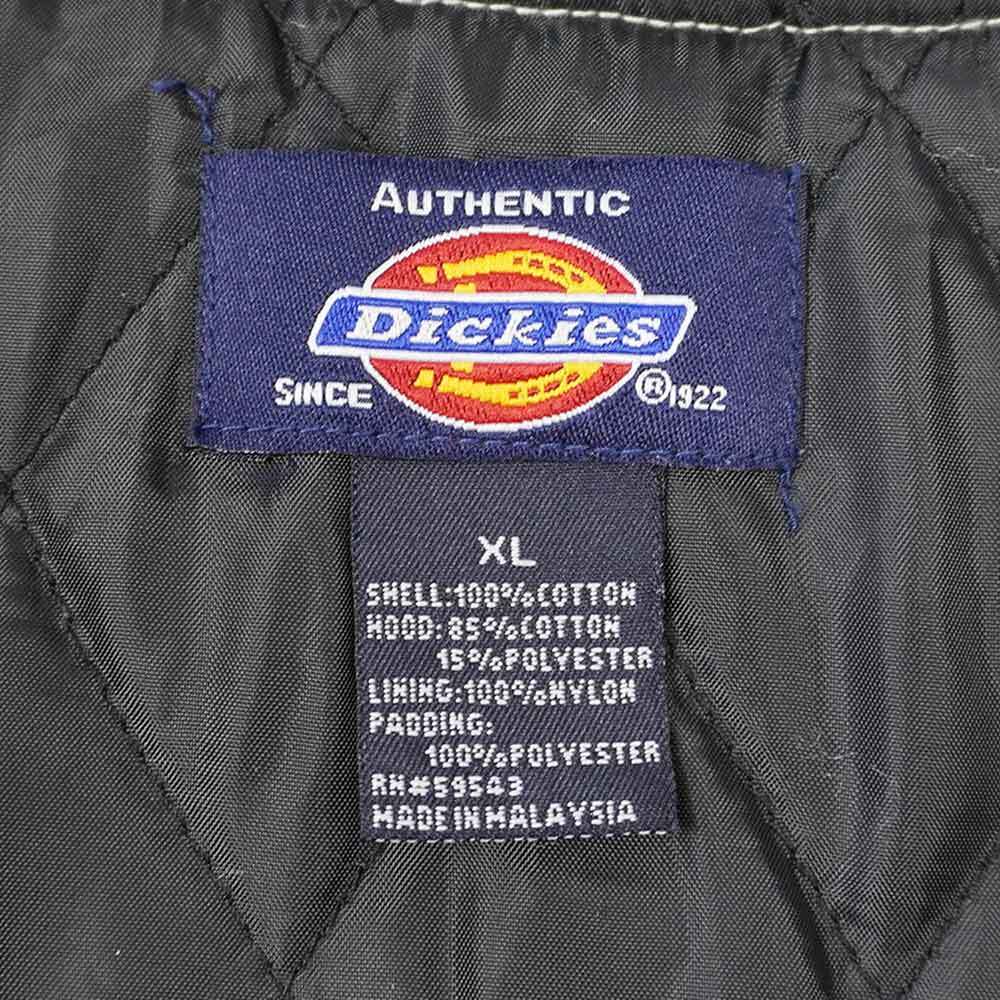 AUTHENTIC
Dickies
SINCE ®1922
XL
SHELL:100%COTTON
HOOD:85%COTTON
15%POLYESTER
LINING:100%NYLON
PADDING:
100%POLYESTER
RN#59543
MADE IN MALAYSIA